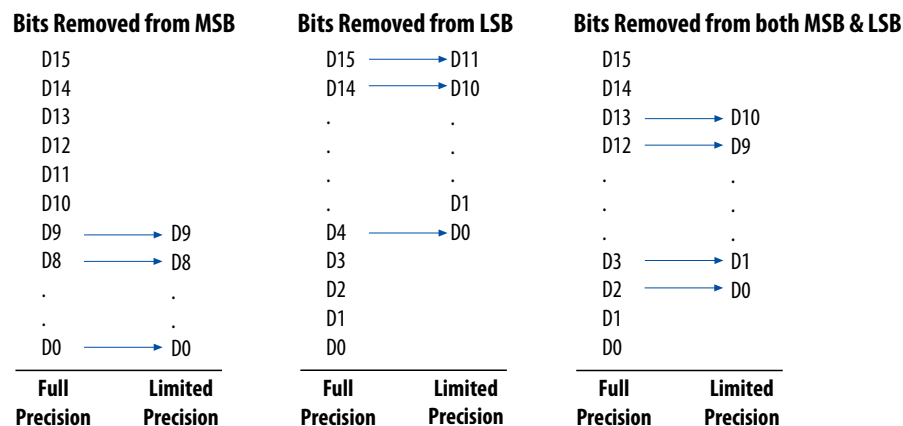 Bits Removed from MSB
D15
D14
D13
D12
D11
D10
D9 D9
D8 D8
. .
. .
D0 D0
Full Precision Limited Precision
Bits Removed from LSB
D15 D11
D14 D10
. .
. .
. .
. D1
D4 D0
D3
D2
D1
D0
Full Precision Limited Precision
Bits Removed from both MSB & LSB
D15
D14
D13 D10
D12 D9
. .
. .
. .
D3 D1
D2 D0
D1
D0
Full Precision Limited Precision